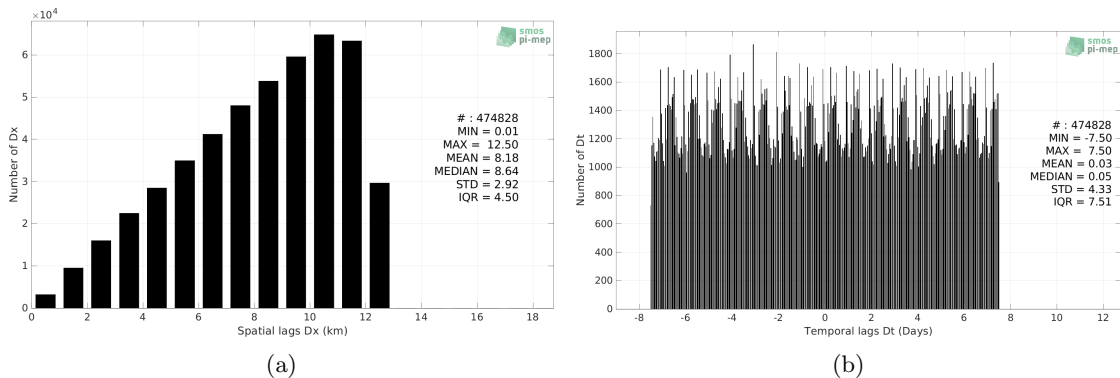 ×10⁴
6
5
4
3
2
1
0
Number of Dx
0 2 4 6 8 10 12 14 16 18
Spatial lags Dx (km)
smos
pi-mep
# : 474828
MIN = 0.01
MAX = 12.50
MEAN = 8.18
MEDIAN = 8.64
STD = 2.92
IQR = 4.50
(a)
1800
1600
1400
1200
1000
800
600
400
200
0
Number of Dt
-8 -6 -4 -2 0 2 4 6 8 10 12
Temporal lags Dt (Days)
smos
pi-mep
# : 474828
MIN = -7.50
MAX = 7.50
MEAN = 0.03
MEDIAN = 0.05
STD = 4.33
IQR = 7.51
(b)